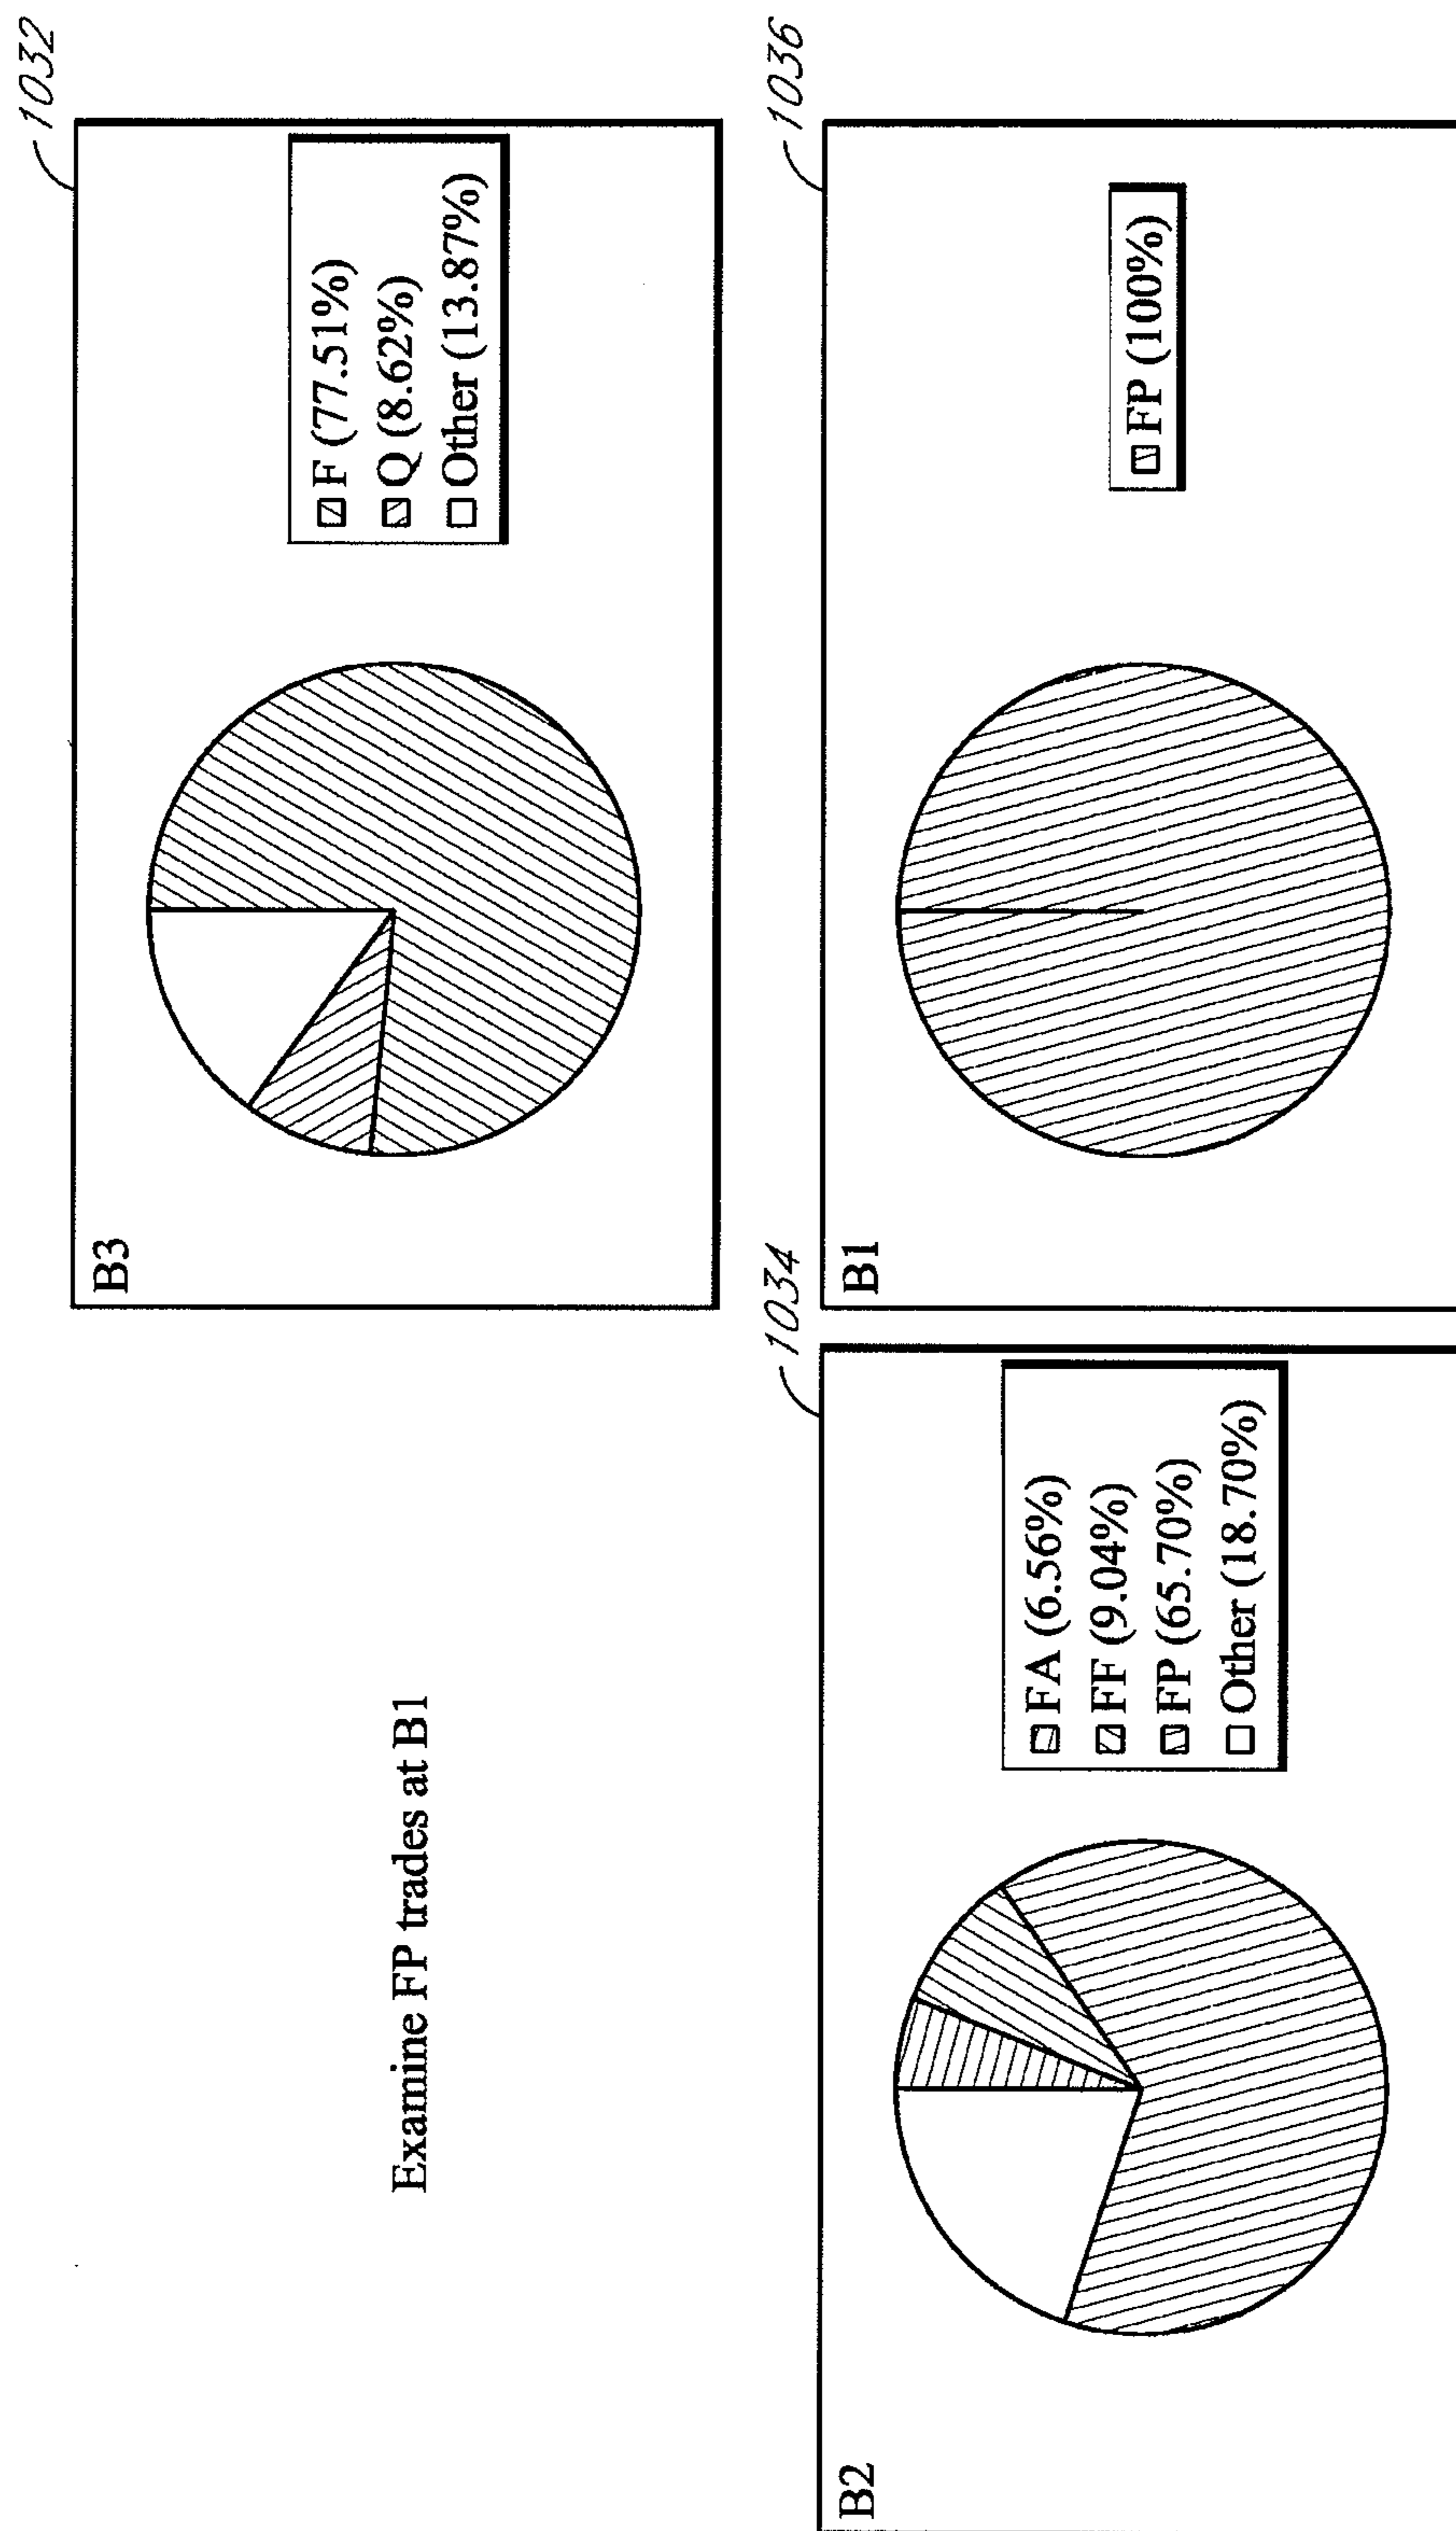 Examine FP trades at B1
1032
B3
F (77.51%)
Q (8.62%)
Other (13.87%)
1034
B2
FA (6.56%)
FF (9.04%)
FP (65.70%)
Other (18.70%)
1036
B1
FP (100%)